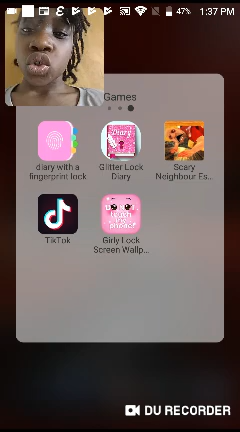 47% 1:37 PM
Games
diary with a
fingerprint lock
Glitter Lock
Diary
Scary
Neighbour Es...
TikTok
Girly Lock
Screen Wallp...
Diary
DU RECORDER